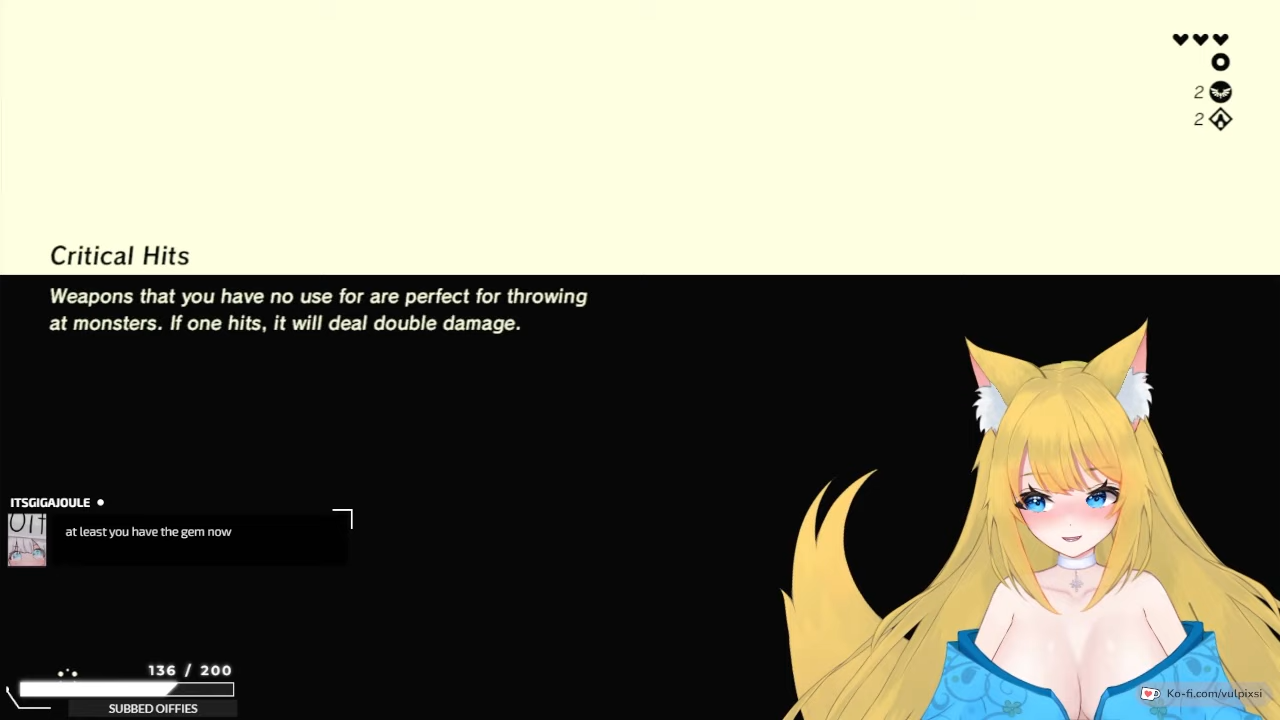 2
2
Critical Hits
Weapons that you have no use for are perfect for throwing
at monsters. If one hits, it will deal double damage.
ITSGIGAJOULE
at least you have the gem now
136 / 200
SUBBED OIFFIES
Ko-fi.com/vulpixsi